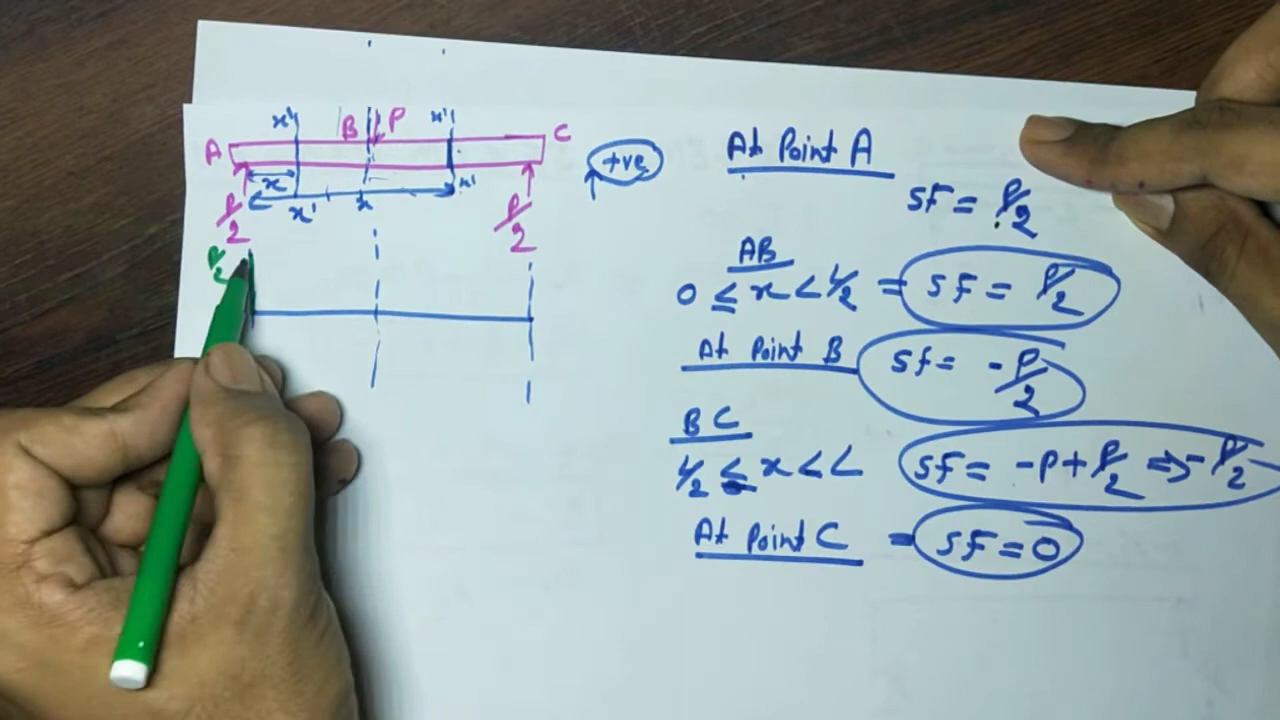 x' B P x'
A C
+ve
x x'
x' x
P/2 P/2
P/2
At Point A
SF = P/2
AB
0 ≤ x < L/2 = SF = P/2
At Point B SF = -P/2
BC
L/2 ≤ x < L SF = -P + P/2 ⇒ -P/2
At Point C = SF = 0